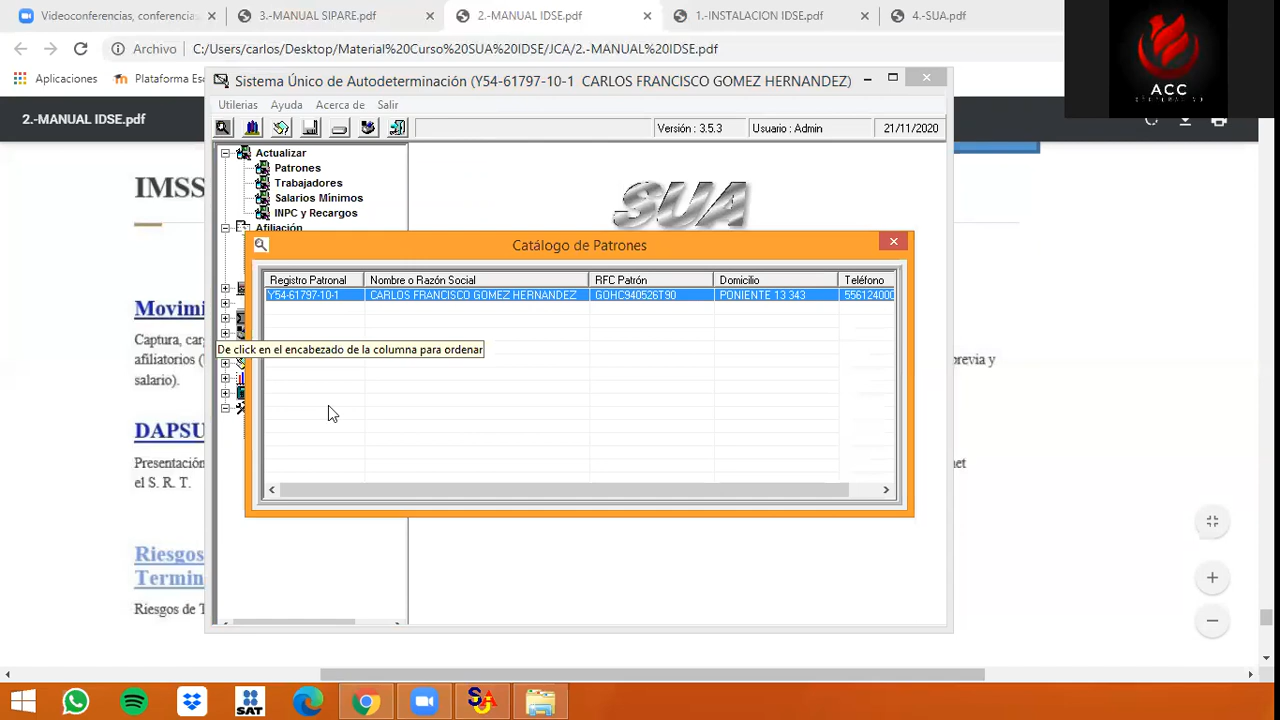 Videoconferencias, conferencias
3.-MANUAL SIPARE.pdf
2.-MANUAL IDSE.pdf
1.-INSTALACION IDSE.pdf
4.-SUA.pdf
Archivo
C:/Users/carlos/Desktop/Material%20Curso%20SUA%20IDSE/JCA/2.-MANUAL%20IDSE.pdf
Aplicaciones
Plataforma
2.-MANUAL IDSE.pdf
ACC
Sistema Único de Autodeterminación (Y54-61797-10-1 CARLOS FRANCISCO GOMEZ HERNANDEZ)
Utilerias Ayuda Acerca de Salir
Versión : 3.5.3
Usuario : Admin
21/11/2020
Actualizar
Patrones
Trabajadores
Salarios Mínimos
INPC y Recargos
Afiliación
SUA
IMSS
Catálogo de Patrones
Registro Patronal Nombre o Razón Social RFC Patrón Domicilio Teléfono
Y54-61797-10-1 CARLOS FRANCISCO GOMEZ HERNANDEZ GOHC940526T90 PONIENTE 13 343 556124000
De click en el encabezado de la columna para ordenar
Movimi
Captura, car
afiliatorios (
previa y
salario).
DAPSU
Presentación
net
el S. R. T.
Riesgos
Termin
Riesgos de T
SAT